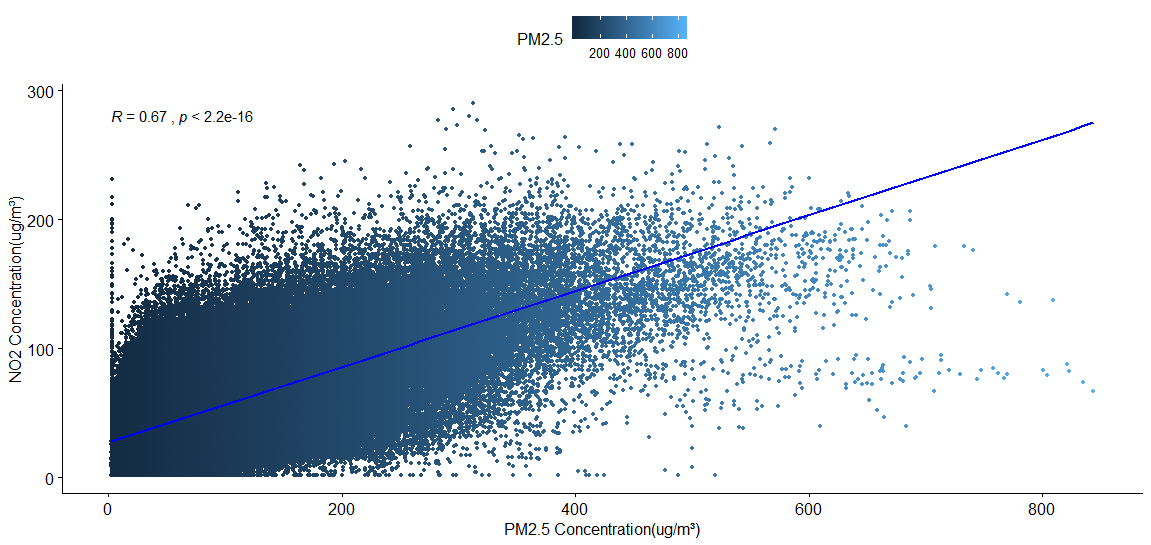 PM2.5
200 400 600 800
300
R = 0.67 , p < 2.2e-16
200
NO2 Concentration(ug/m³)
100
0
0 200 400 600 800
PM2.5 Concentration(ug/m³)